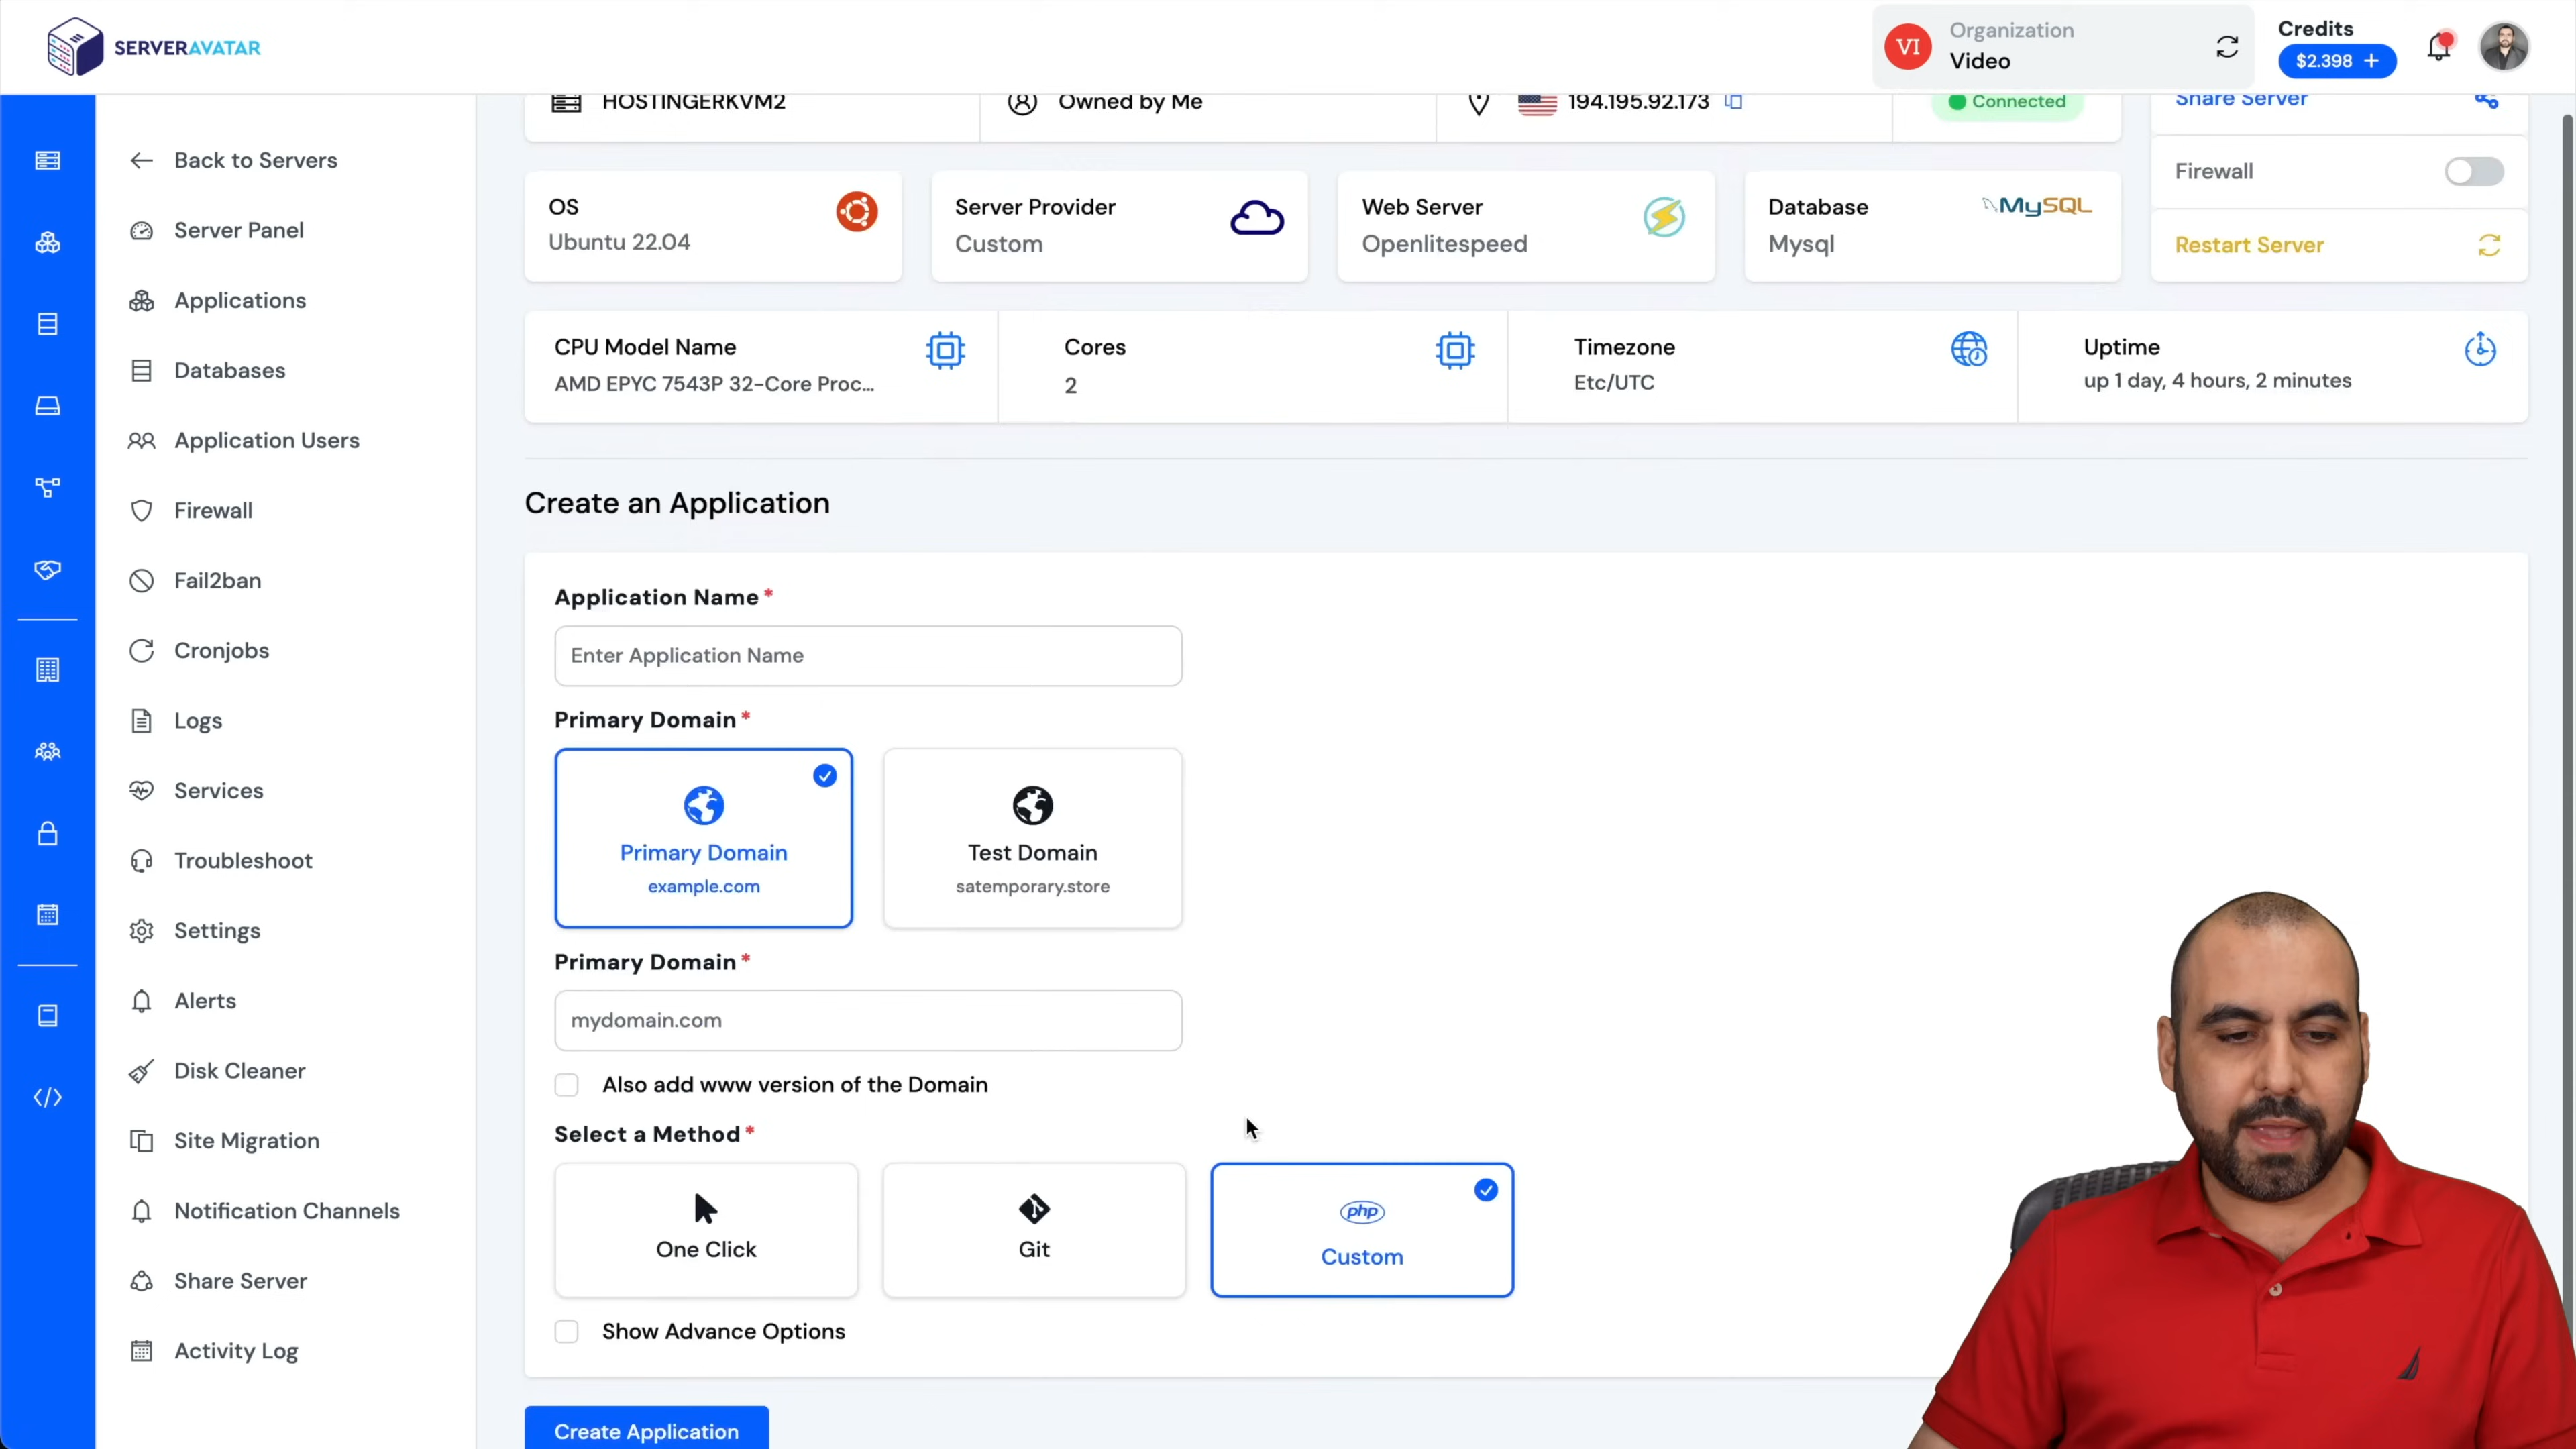 SERVERAVATAR
VI
Organization
Video
Credits
$2.398 +
HOSTINGERKVM2
Owned by Me
194.195.92.173
Connected
Share Server
Firewall
Restart Server
OS
Ubuntu 22.04
Server Provider
Custom
Web Server
Openlitespeed
Database
Mysql
MySQL
CPU Model Name
AMD EPYC 7543P 32-Core Proc...
Cores
2
Timezone
Etc/UTC
Uptime
up 1 day, 4 hours, 2 minutes
Back to Servers
Server Panel
Applications
Databases
Application Users
Firewall
Fail2ban
Cronjobs
Logs
Services
Troubleshoot
Settings
Alerts
Disk Cleaner
Site Migration
Notification Channels
Share Server
Activity Log
Create an Application
Application Name *
Enter Application Name
Primary Domain *
Primary Domain
example.com
Test Domain
satemporary.store
Primary Domain *
mydomain.com
Also add www version of the Domain
Select a Method *
One Click
Git
php
Custom
Show Advance Options
Create Application